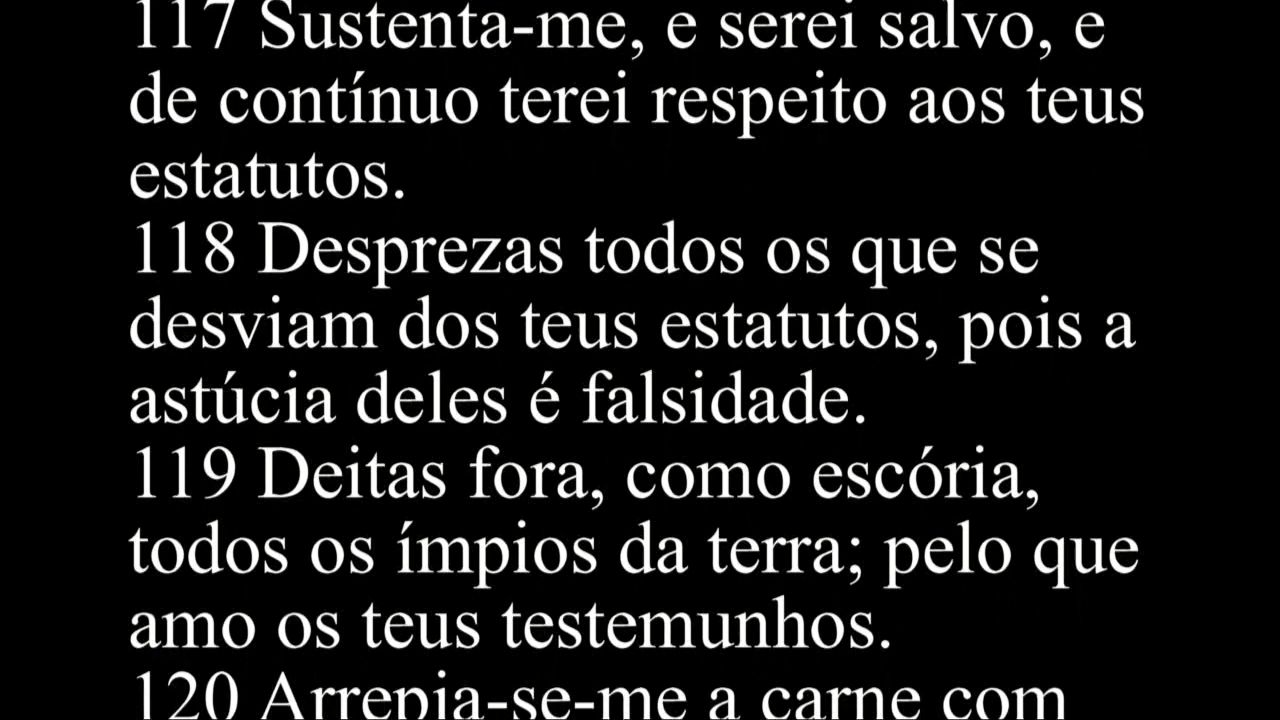 117 Sustenta-me, e serei salvo, e
de contínuo terei respeito aos teus
estatutos.
118 Desprezas todos os que se
desviam dos teus estatutos, pois a
astúcia deles é falsidade.
119 Deitas fora, como escória,
todos os ímpios da terra; pelo que
amo os teus testemunhos.
120 Arrepia-se-me a carne com